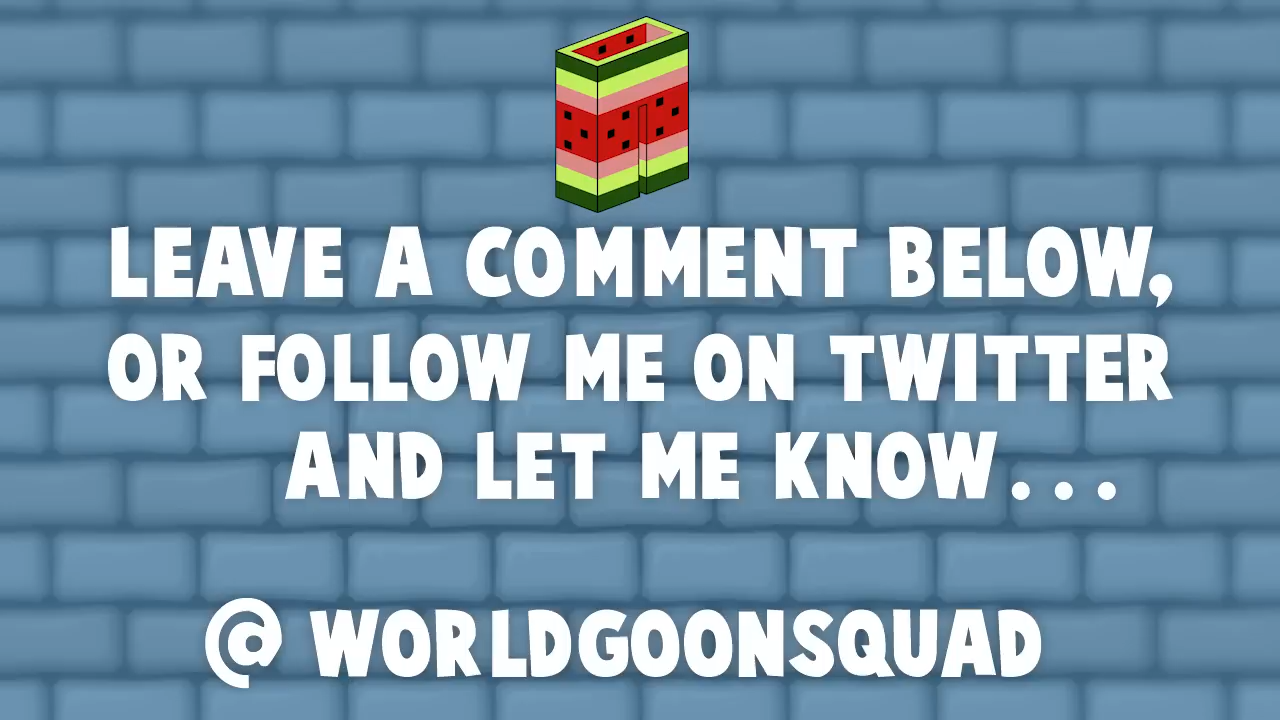 LEAVE A COMMENT BELOW,
OR FOLLOW ME ON TWITTER
AND LET ME KNOW...
@WORLDGOONSQUAD